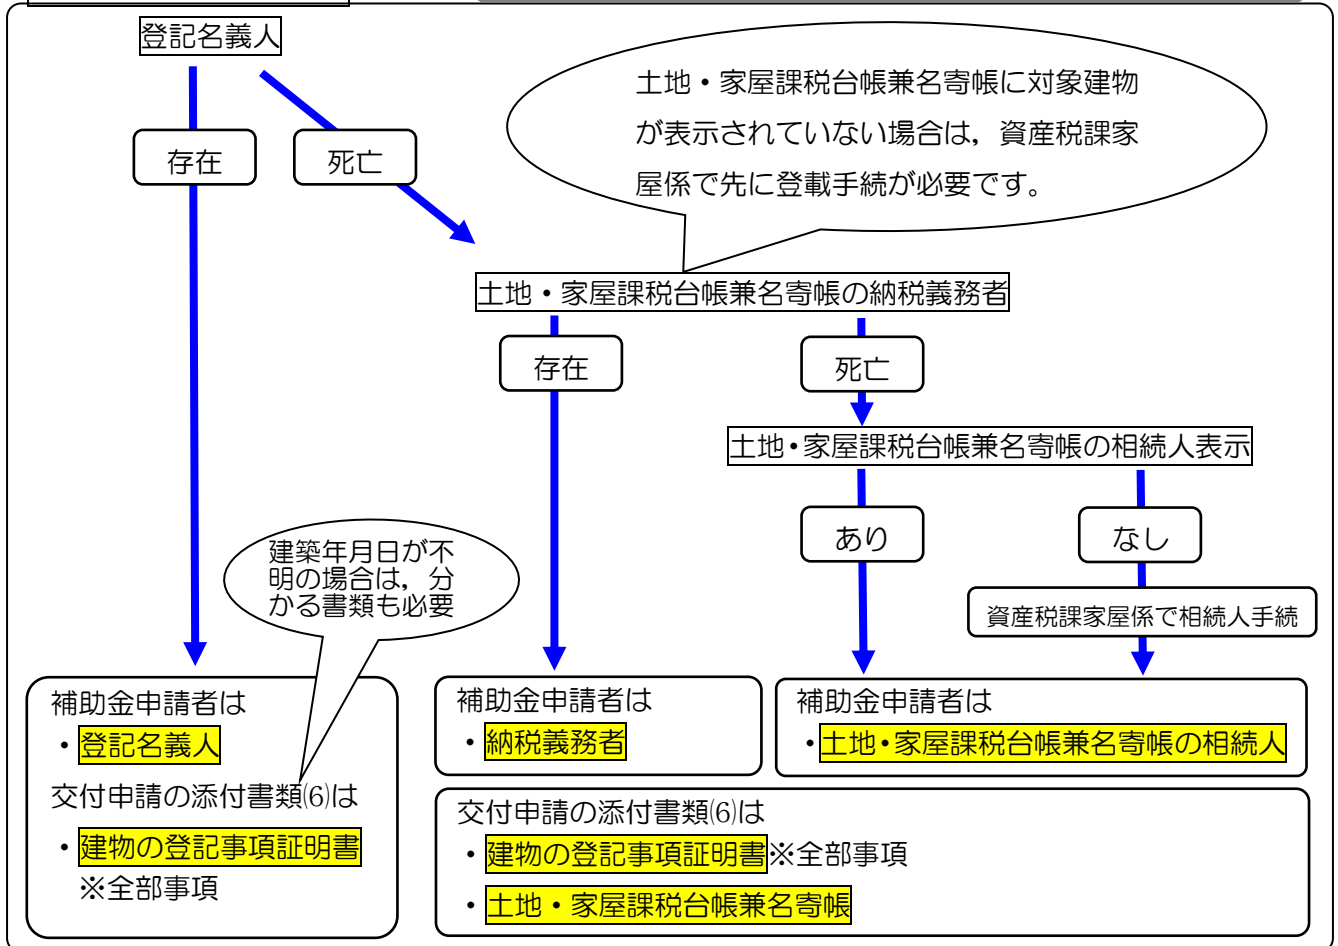 登記名義人
存在
死亡
土地・家屋課税台帳兼名寄帳に対象建物
が表示されていない場合は，資産税課家
屋係で先に登載手続が必要です。
土地・家屋課税台帳兼名寄帳の納税義務者
存在
死亡
土地・家屋課税台帳兼名寄帳の相続人表示
あり
なし
資産税課家屋係で相続人手続
建築年月日が不
明の場合は，分
かる書類も必要
補助金申請者は
・登記名義人
交付申請の添付書類⑹は
・建物の登記事項証明書
※全部事項
補助金申請者は
・納税義務者
補助金申請者は
・土地・家屋課税台帳兼名寄帳の相続人
交付申請の添付書類⑹は
・建物の登記事項証明書※全部事項
・土地・家屋課税台帳兼名寄帳